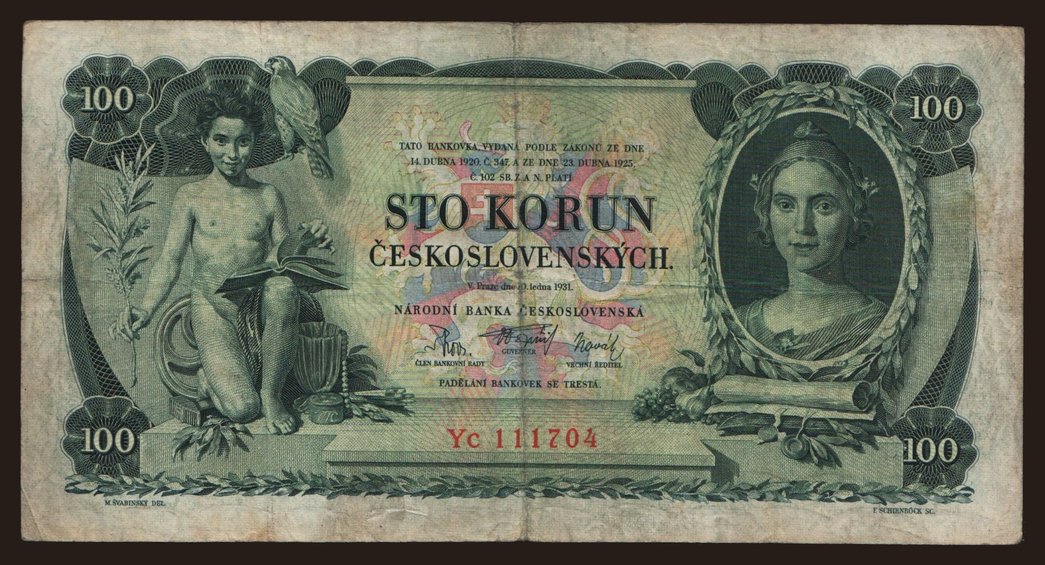 100
100
TATO BANKOVKA, VYDANÁ PODLE ZÁKONŮ ZE DNE
14. DUBNA 1920, Č. 347, A ZE DNE 23. DUBNA 1925,
Č. 102 SB. Z. A N. PLATÍ
STO KORUN
ČESKOSLOVENSKÝCH.
V Praze dne 10. ledna 1931.
NÁRODNÍ BANKA ČESKOSLOVENSKÁ
ČLEN BANKOVNÍ RADY GUVERNER VRCHNÍ ŘEDITEL
PADĚLÁNÍ BANKOVEK SE TRESTÁ.
Yc 111704
100
100
M. ŠVABINSKÝ DEL.
F. SCHIRNBÖCK SC.